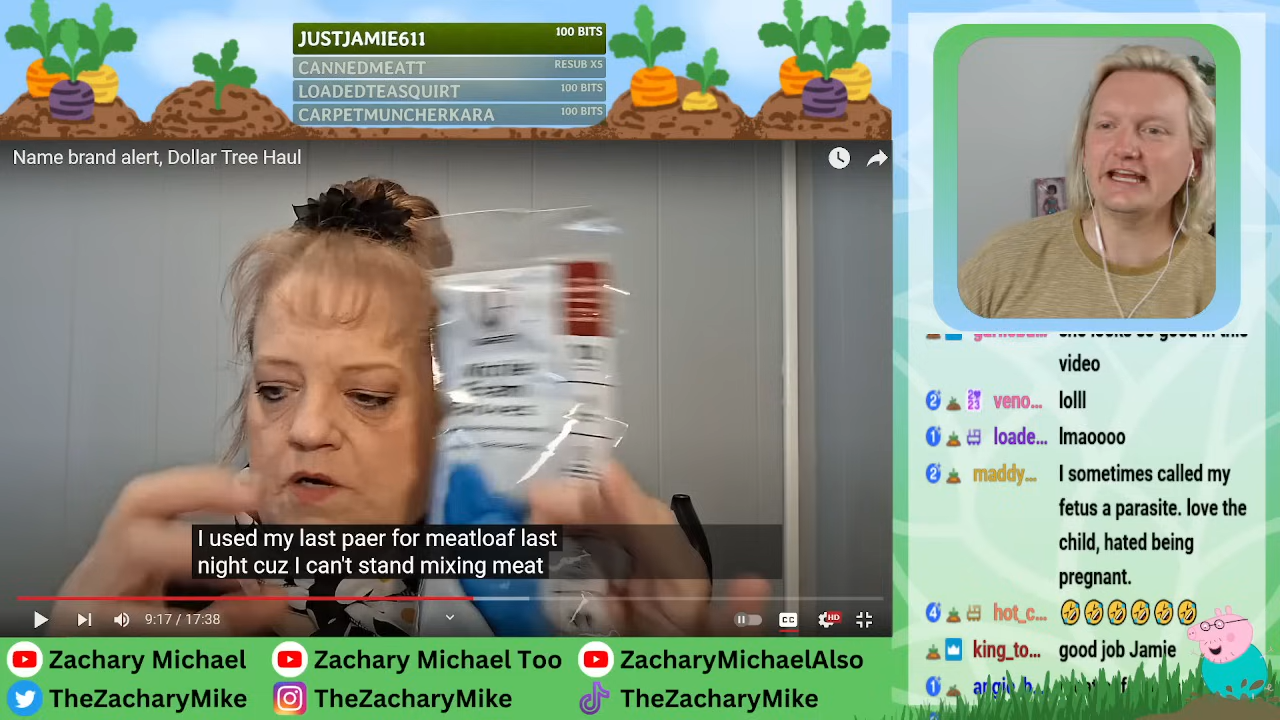 JUSTJAMIE611
100 BITS
CANNEDMEATT
RESUB X5
LOADEDTEASQUIRT
100 BITS
CARPETMUNCHERKARA
100 BITS
Name brand alert, Dollar Tree Haul
I used my last paer for meatloaf last
night cuz I can't stand mixing meat
9:17 / 17:38
CC
HD
video
veno... lolll
loade... lmaoooo
maddy... I sometimes called my
fetus a parasite. love the
child, hated being
pregnant.
hot_c...
king_to... good job Jamie
Zachary Michael
Zachary Michael Too
ZacharyMichaelAlso
TheZacharyMike
TheZacharyMike
TheZacharyMike